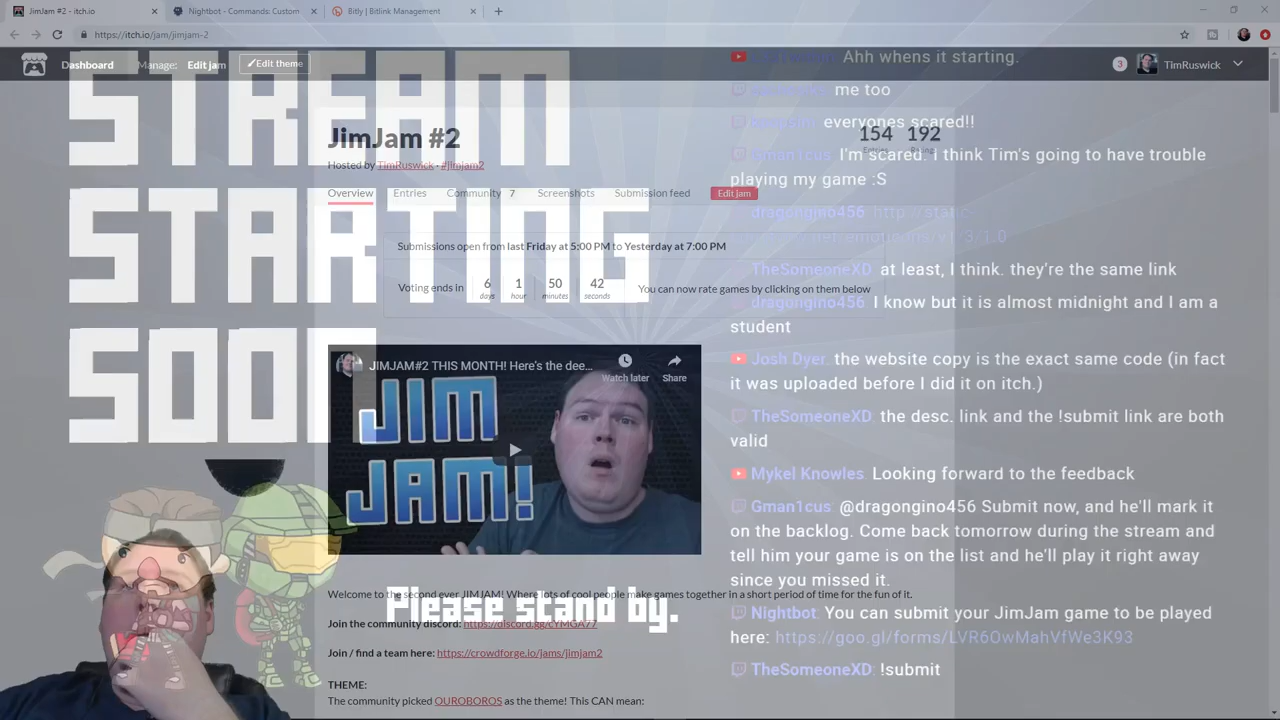 JimJam #2 - itch.io
Nightbot - Commands: Custom
Bitly | Bitlink Management
https://itch.io/jam/jimjam-2
Dashboard
Manage:
Edit jam
Edit theme
3
TimRuswick
STREAM
STARTING
SOON
JimJam #2
Hosted by TimRuswick · #jimjam2
154 192
Entries
Overview
Entries
Community 7
Screenshots
Submission feed
Edit jam
Submissions open from last Friday at 5:00 PM to Yesterday at 7:00 PM
Voting ends in
6 1 50 42
days hour minutes seconds
You can now rate games by clicking on them below
JIMJAM#2 THIS MONTH! Here's the dee...
Watch later
Share
JIM
JAM!
Please stand by.
Welcome to the second ever JIMJAM! Where lots of cool people make games together in a short period of time for the fun of it.
Join the community discord: https://discord.gg/cYMGA77
Join / find a team here: https://crowdforge.io/jams/jimjam2
THEME:
The community picked OUROBOROS as the theme! This CAN mean:
Ahh whens it starting.
me too
everyones scared!!
Gman1cus: I'm scared. i think Tim's going to have trouble
playing my game :S
dragongino456 http://static-
TheSomeoneXD: at least, I think. they're the same link
dragongino456: I know but it is almost midnight and I am a
student
Josh Dyer: the website copy is the exact same code (in fact
it was uploaded before I did it on itch.)
TheSomeoneXD: the desc. link and the !submit link are both
valid
Mykel Knowles: Looking forward to the feedback
Gman1cus: @dragongino456 Submit now, and he'll mark it
on the backlog. Come back tomorrow during the stream and
tell him your game is on the list and he'll play it right away
since you missed it.
Nightbot: You can submit your JimJam game to be played
here: https://goo.gl/forms/LVR6OwMahVfWe3K93
TheSomeoneXD: !submit